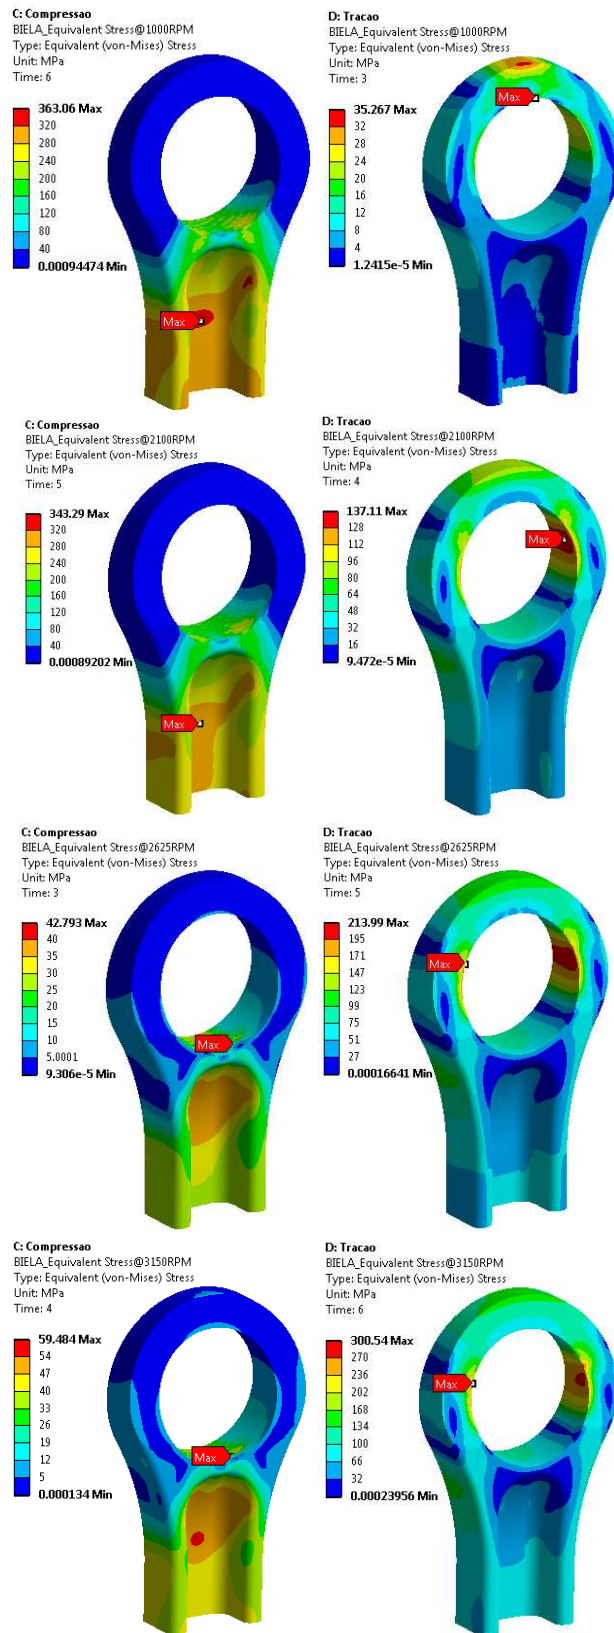 C: Compressao
BIELA_Equivalent Stress@1000RPM
Type: Equivalent (von-Mises) Stress
Unit: MPa
Time: 6
363.06 Max
320
280
240
200
160
120
80
40
0.00094474 Min
Max
D: Tracao
BIELA_Equivalent Stress@1000RPM
Type: Equivalent (von-Mises) Stress
Unit: MPa
Time: 3
35.267 Max
32
28
24
20
16
12
8
4
1.2415e-5 Min
Max
C: Compressao
BIELA_Equivalent Stress@2100RPM
Type: Equivalent (von-Mises) Stress
Unit: MPa
Time: 5
343.29 Max
320
280
240
200
160
120
80
40
0.00089202 Min
Max
D: Tracao
BIELA_Equivalent Stress@2100RPM
Type: Equivalent (von-Mises) Stress
Unit: MPa
Time: 4
137.11 Max
128
112
96
80
64
48
32
16
9.472e-5 Min
Max
C: Compressao
BIELA_Equivalent Stress@2625RPM
Type: Equivalent (von-Mises) Stress
Unit: MPa
Time: 3
42.793 Max
40
35
30
25
20
15
10
5.0001
9.306e-5 Min
Max
D: Tracao
BIELA_Equivalent Stress@2625RPM
Type: Equivalent (von-Mises) Stress
Unit: MPa
Time: 5
213.99 Max
195
171
147
123
99
75
51
27
0.00016641 Min
Max
C: Compressao
BIELA_Equivalent Stress@3150RPM
Type: Equivalent (von-Mises) Stress
Unit: MPa
Time: 4
59.484 Max
54
47
40
33
26
19
12
5
0.000134 Min
Max
D: Tracao
BIELA_Equivalent Stress@3150RPM
Type: Equivalent (von-Mises) Stress
Unit: MPa
Time: 6
300.54 Max
270
236
202
168
134
100
66
32
0.00023956 Min
Max